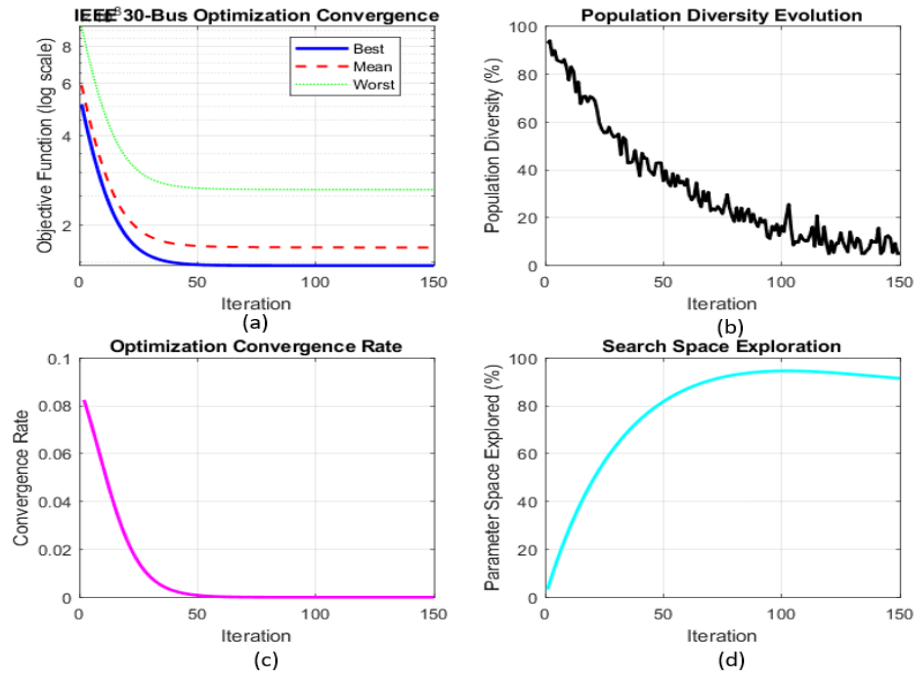 IEEE 30-Bus Optimization Convergence
8
6
4
2
Objective Function (log scale)
Best
Mean
Worst
0 50 100 150
Iteration
(a)
Population Diversity Evolution
100
80
60
40
20
0
Population Diversity (%)
0 50 100 150
Iteration
(b)
Optimization Convergence Rate
0.1
0.08
0.06
0.04
0.02
0
Convergence Rate
0 50 100 150
Iteration
(c)
Search Space Exploration
100
80
60
40
20
0
Parameter Space Explored (%)
0 50 100 150
Iteration
(d)